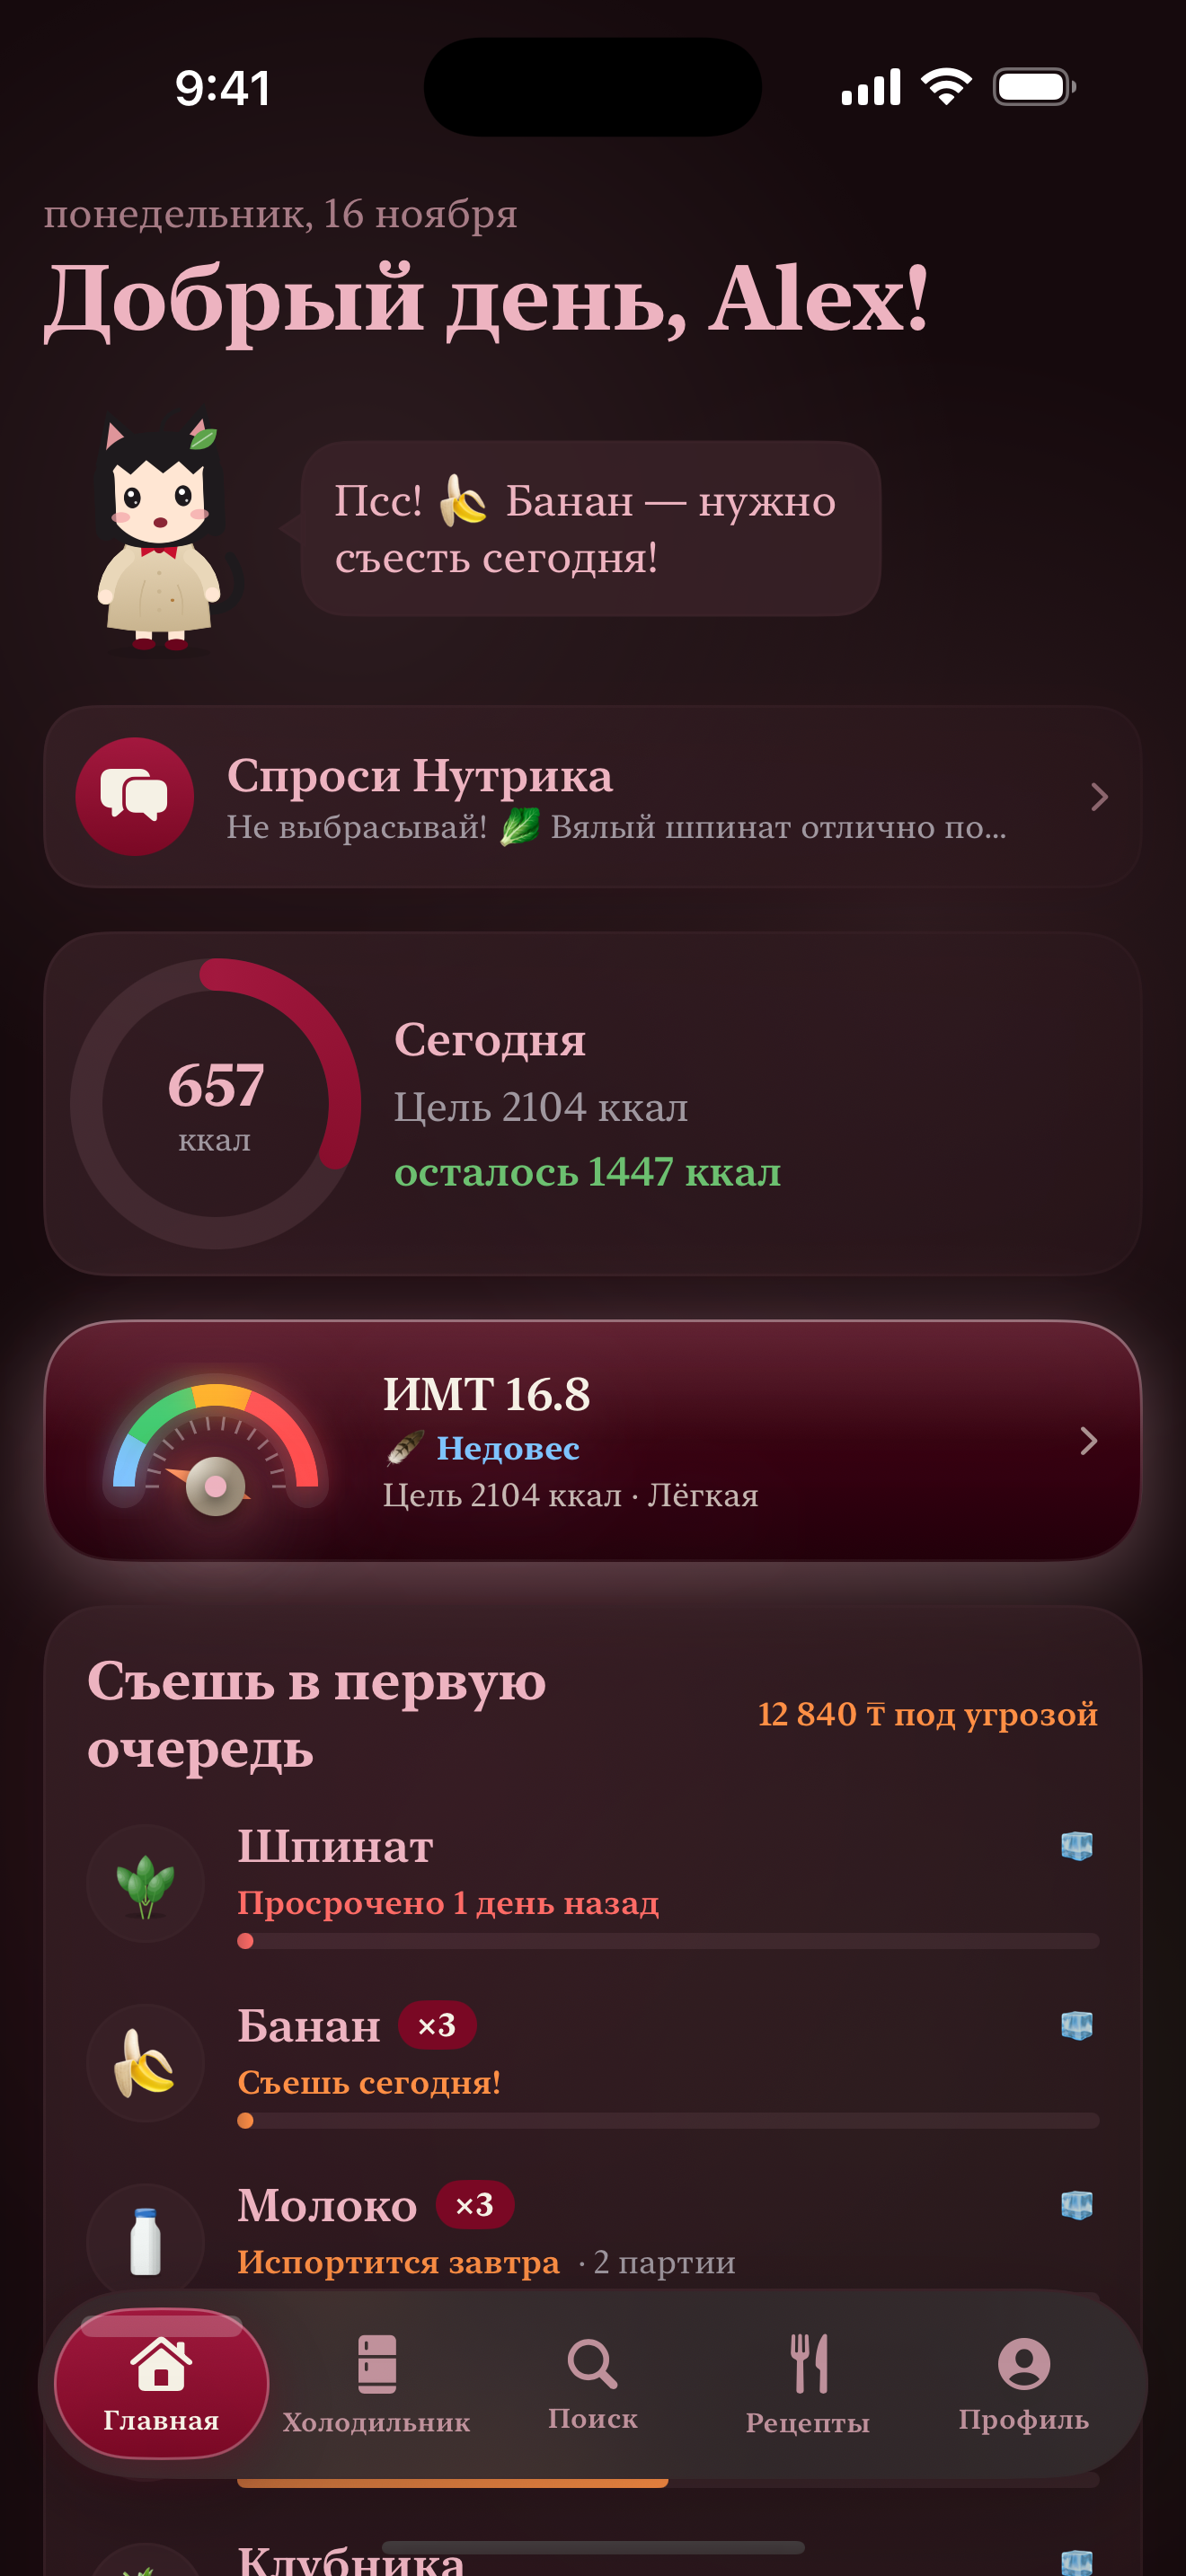 9:41
понедельник, 16 ноября
Добрый день, Alex!
Псс! 🍌 Банан — нужно
съесть сегодня!
Спроси Нутрика
Не выбрасывай! 🥬 Вялый шпинат отлично по...
657
ккал
Сегодня
Цель 2104 ккал
осталось 1447 ккал
ИМТ 16.8
🪶 Недовес
Цель 2104 ккал · Лёгкая
Съешь в первую
очередь
12 840 ₸ под угрозой
Шпинат
Просрочено 1 день назад
Банан ×3
Съешь сегодня!
Молоко ×3
Испортится завтра · 2 партии
Главная
Холодильник
Поиск
Рецепты
Профиль
Клубника